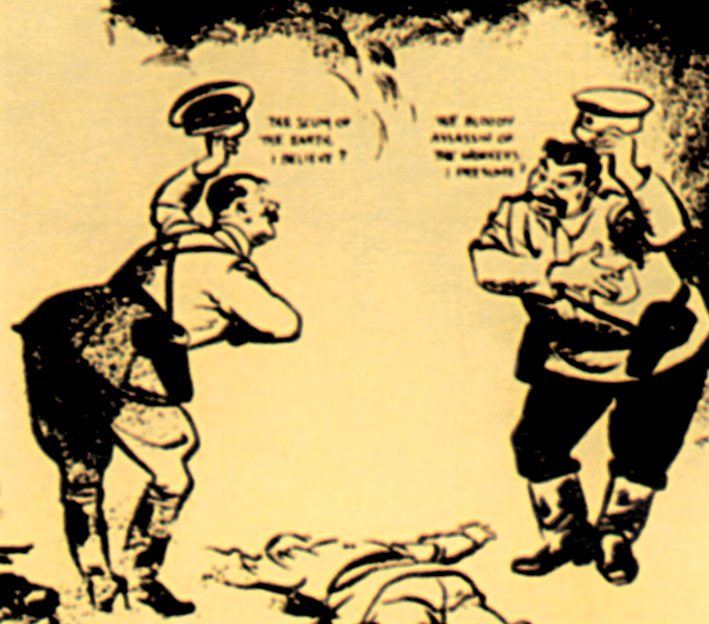 THE SCUM OF
THE EARTH,
I BELIEVE?
THE BLOODY
ASSASSIN OF
THE WORKERS,
I PRESUME?